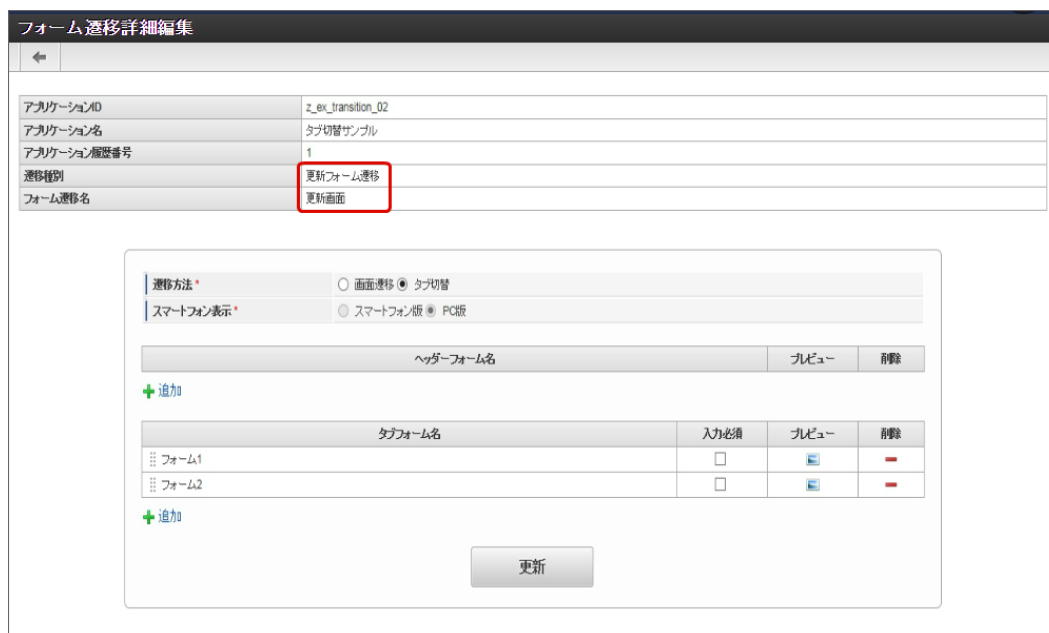 フォーム遷移詳細編集
アプリケーションID z_ex_transition_02
アプリケーション名 タブ切替サンプル
アプリケーション履歴番号 1
遷移種別 更新フォーム遷移
フォーム遷移名 更新画面
遷移方法* 画面遷移 タブ切替
スマートフォン表示* スマートフォン版 PC版
ヘッダーフォーム名 プレビュー 削除
追加
タブフォーム名 入力必須 プレビュー 削除
フォーム1
フォーム2
追加
更新